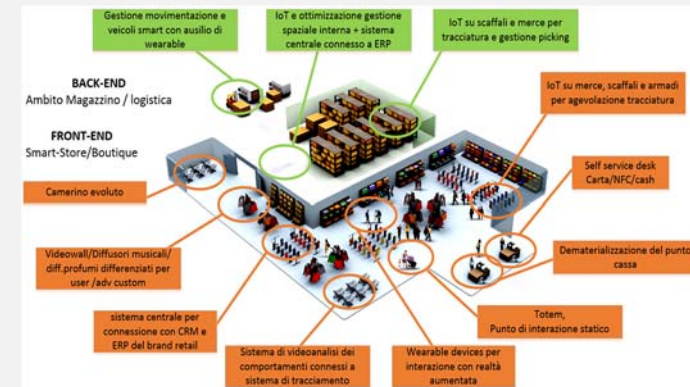 Gestione movimentazione e
veicoli smart con ausilio di
wearable
IoT e ottimizzazione gestione
spaziale interna + sistema
centrale connesso a ERP
IoT su scaffali e merce per
tracciatura e gestione picking
BACK-END
Ambito Magazzino / logistica
FRONT-END
Smart-Store/Boutique
IoT su merce, scaffali e armadi
per agevolazione tracciatura
Camerino evoluto
Self service desk
Carta/NFC/cash
Videowall/Diffusori musicali/
diff.profumi differenziati per
user /adv custom
Dematerializzazione del punto
cassa
sistema centrale per
connessione con CRM e
ERP del brand retail
Totem,
Punto di interazione statico
Sistema di videoanalisi dei
comportamenti connessi a
sistema di tracciamento
Wearable devices per
interazione con realtà
aumentata